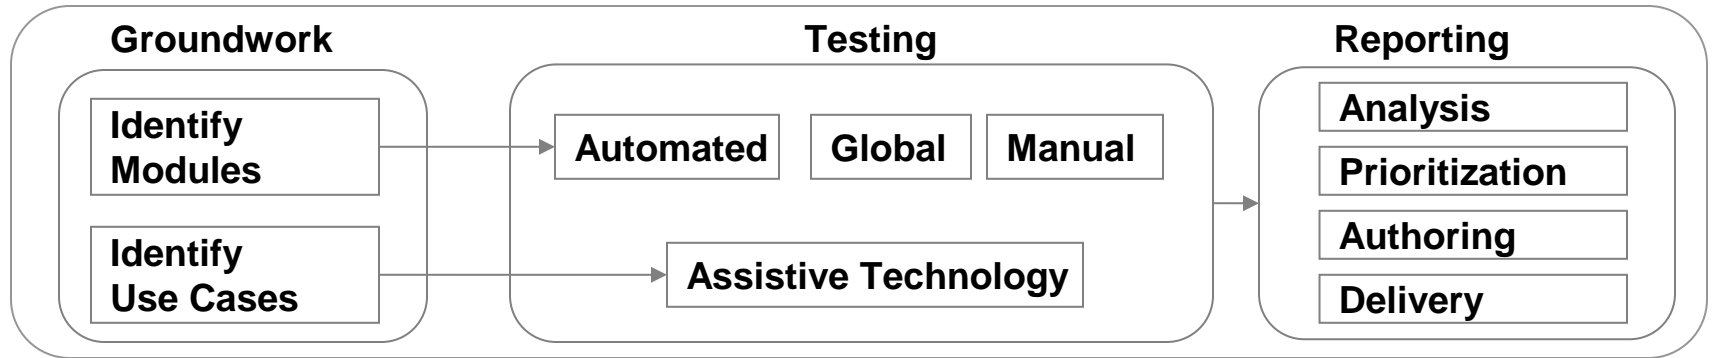 Groundwork
Identify
Modules
Identify
Use Cases
Testing
Automated
Global
Manual
Assistive Technology
Reporting
Analysis
Prioritization
Authoring
Delivery